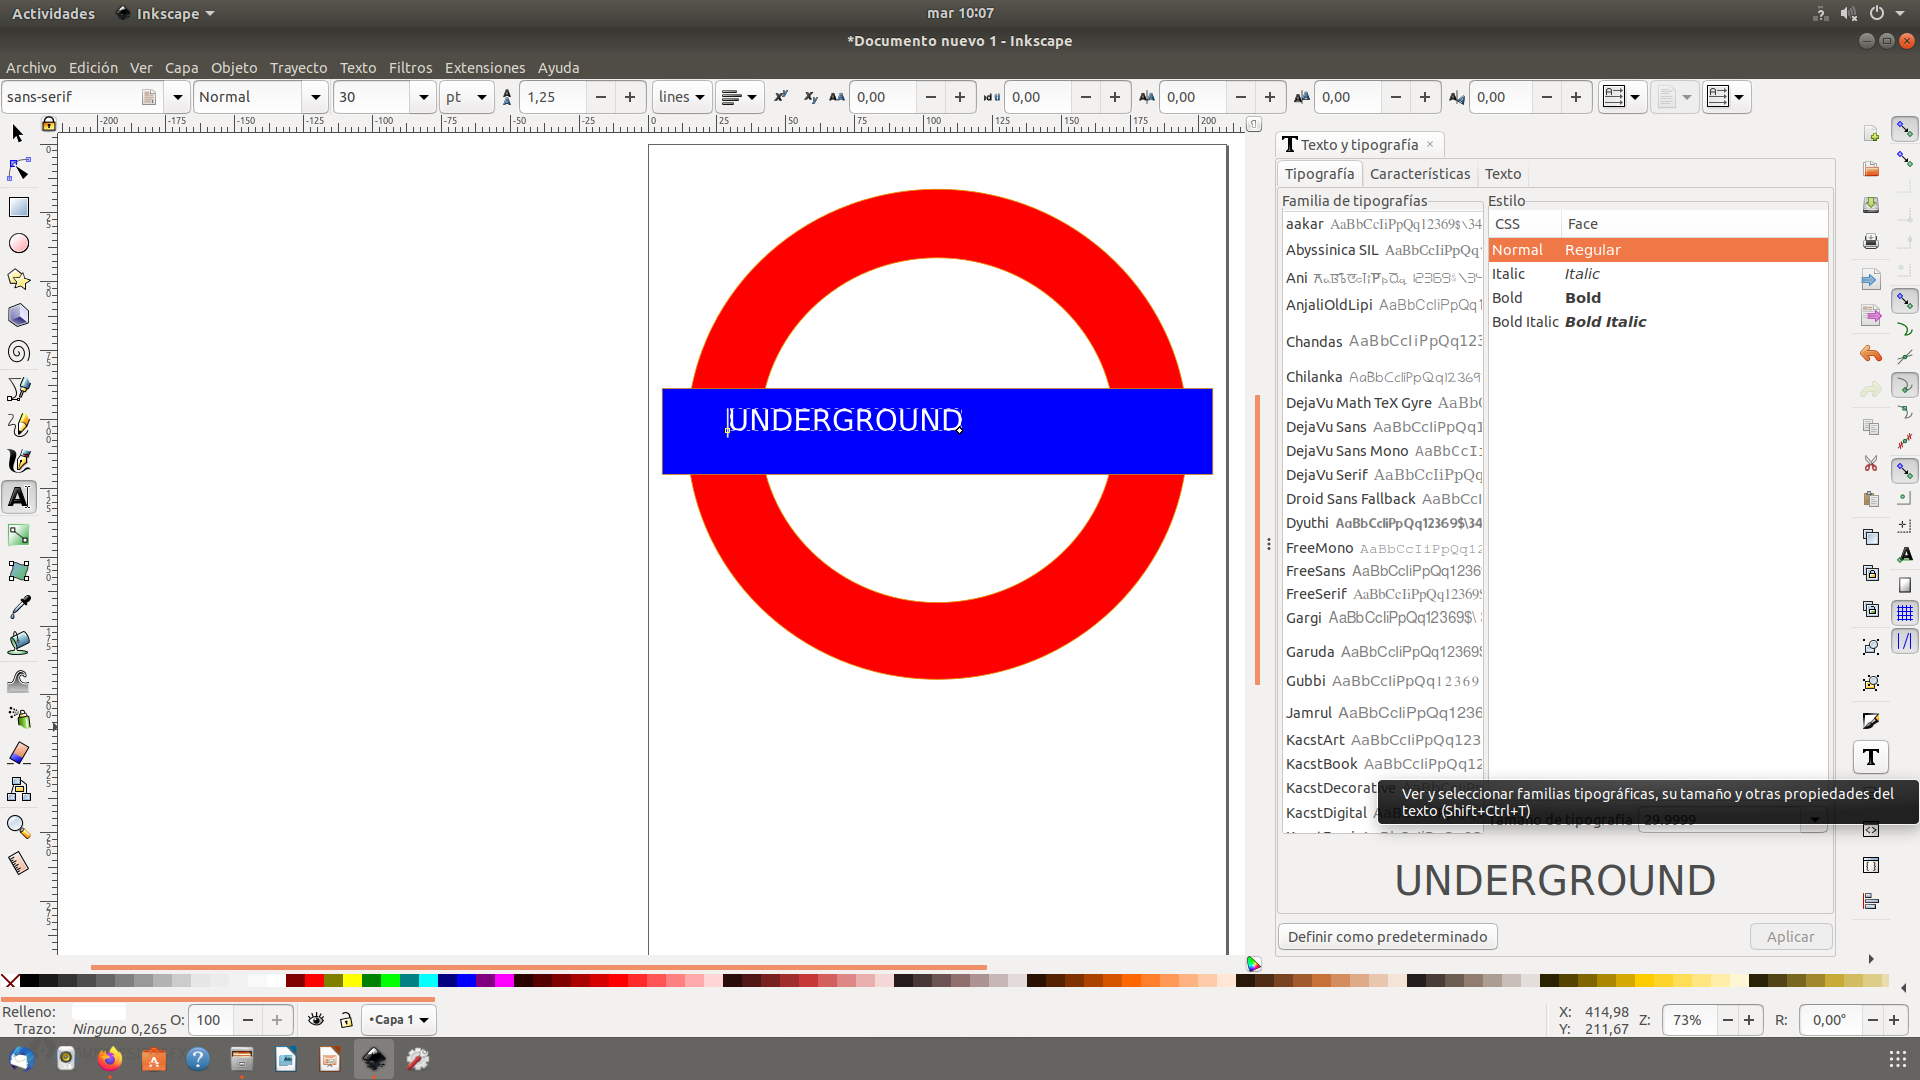 Actividades Inkscape mar 10:07
*Documento nuevo 1 - Inkscape
Archivo Edición Ver Capa Objeto Trayecto Texto Filtros Extensiones Ayuda
sans-serif Normal 30 pt 1,25 lines 0,00 0,00 0,00 0,00 0,00
-200 -175 -150 -125 -100 -75 -50 -25 0 25 50 75 100 125 150 175 200
Texto y tipografía
Tipografía Características Texto
Familia de tipografías Estilo
CSS Face
aakar AaBbCcIiPpQq12369$\34
Abyssinica SIL AaBbCcIiPpQq
Normal Regular
Ani AaBbCcIiPpQq 12369$\34
Italic Italic
AnjaliOldLipi AaBbCcIiPpQq1
Bold Bold
Bold Italic Bold Italic
Chandas AaBbCcIiPpQq123
Chilanka AaBbCcIiPpQq12369
DejaVu Math TeX Gyre AaBb
DejaVu Sans AaBbCcIiPpQq1
DejaVu Sans Mono AaBbCcI
DejaVu Serif AaBbCcIiPpQq
Droid Sans Fallback AaBbCcI
Dyuthi AaBbCcIiPpQq12369$\34
FreeMono AaBbCcIiPpQq12
FreeSans AaBbCcIiPpQq1236
FreeSerif AaBbCcIiPpQq12369$
Gargi AaBbCcIiPpQq12369$\
Garuda AaBbCcIiPpQq12369$
Gubbi AaBbCcIiPpQq12369
Jamrul AaBbCcIiPpQq1236
KacstArt AaBbCcIiPpQq123
KacstBook AaBbCcIiPpQq12
KacstDecorative
KacstDigital
UNDERGROUND
Ver y seleccionar familias tipográficas, su tamaño y otras propiedades del
texto (Shift+Ctrl+T)
Tamaño de tipografía 29.9999
UNDERGROUND
Definir como predeterminado Aplicar
Relleno:
Trazo: Ninguno 0,265 O: 100 •Capa 1
X: 414,98
Y: 211,67
Z: 73% R: 0,00°